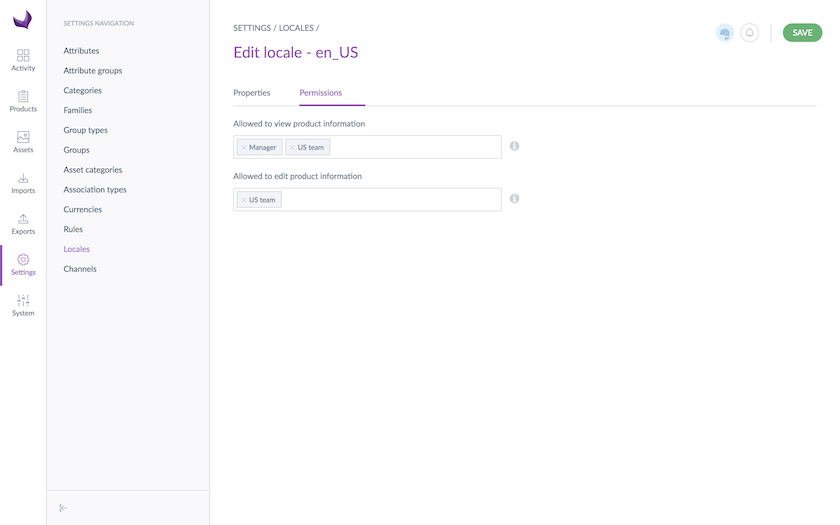 Activity
Products
Assets
Imports
Exports
Settings
System
SETTINGS NAVIGATION
Attributes
Attribute groups
Categories
Families
Group types
Groups
Asset categories
Association types
Currencies
Rules
Locales
Channels
SETTINGS / LOCALES /
SAVE
Edit locale - en_US
Properties Permissions
Allowed to view product information
× Manager × US team
Allowed to edit product information
× US team